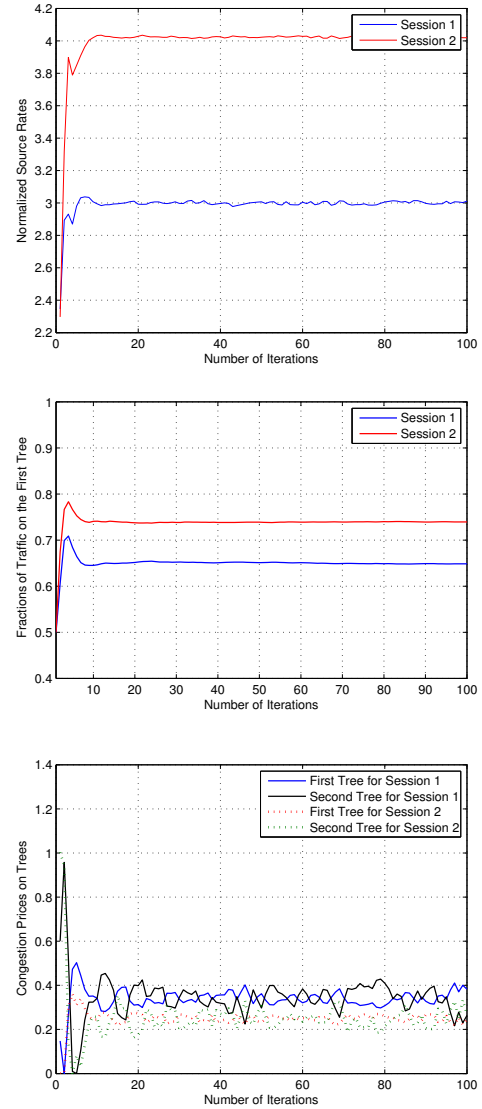 4.2
4
3.8
3.6
3.4
3.2
3
2.8
2.6
2.4
2.2
Normalized Source Rates
Session 1
Session 2
0 20 40 60 80 100
Number of Iterations
1
0.9
0.8
0.7
0.6
0.5
0.4
Fractions of Traffic on the First Tree
Session 1
Session 2
10 20 30 40 50 60 70 80 90 100
Number of Iterations
1.4
1.2
1
0.8
0.6
0.4
0.2
0
Congestion Prices on Trees
First Tree for Session 1
Second Tree for Session 1
First Tree for Session 2
Second Tree for Session 2
0 20 40 60 80 100
Number of Iterations